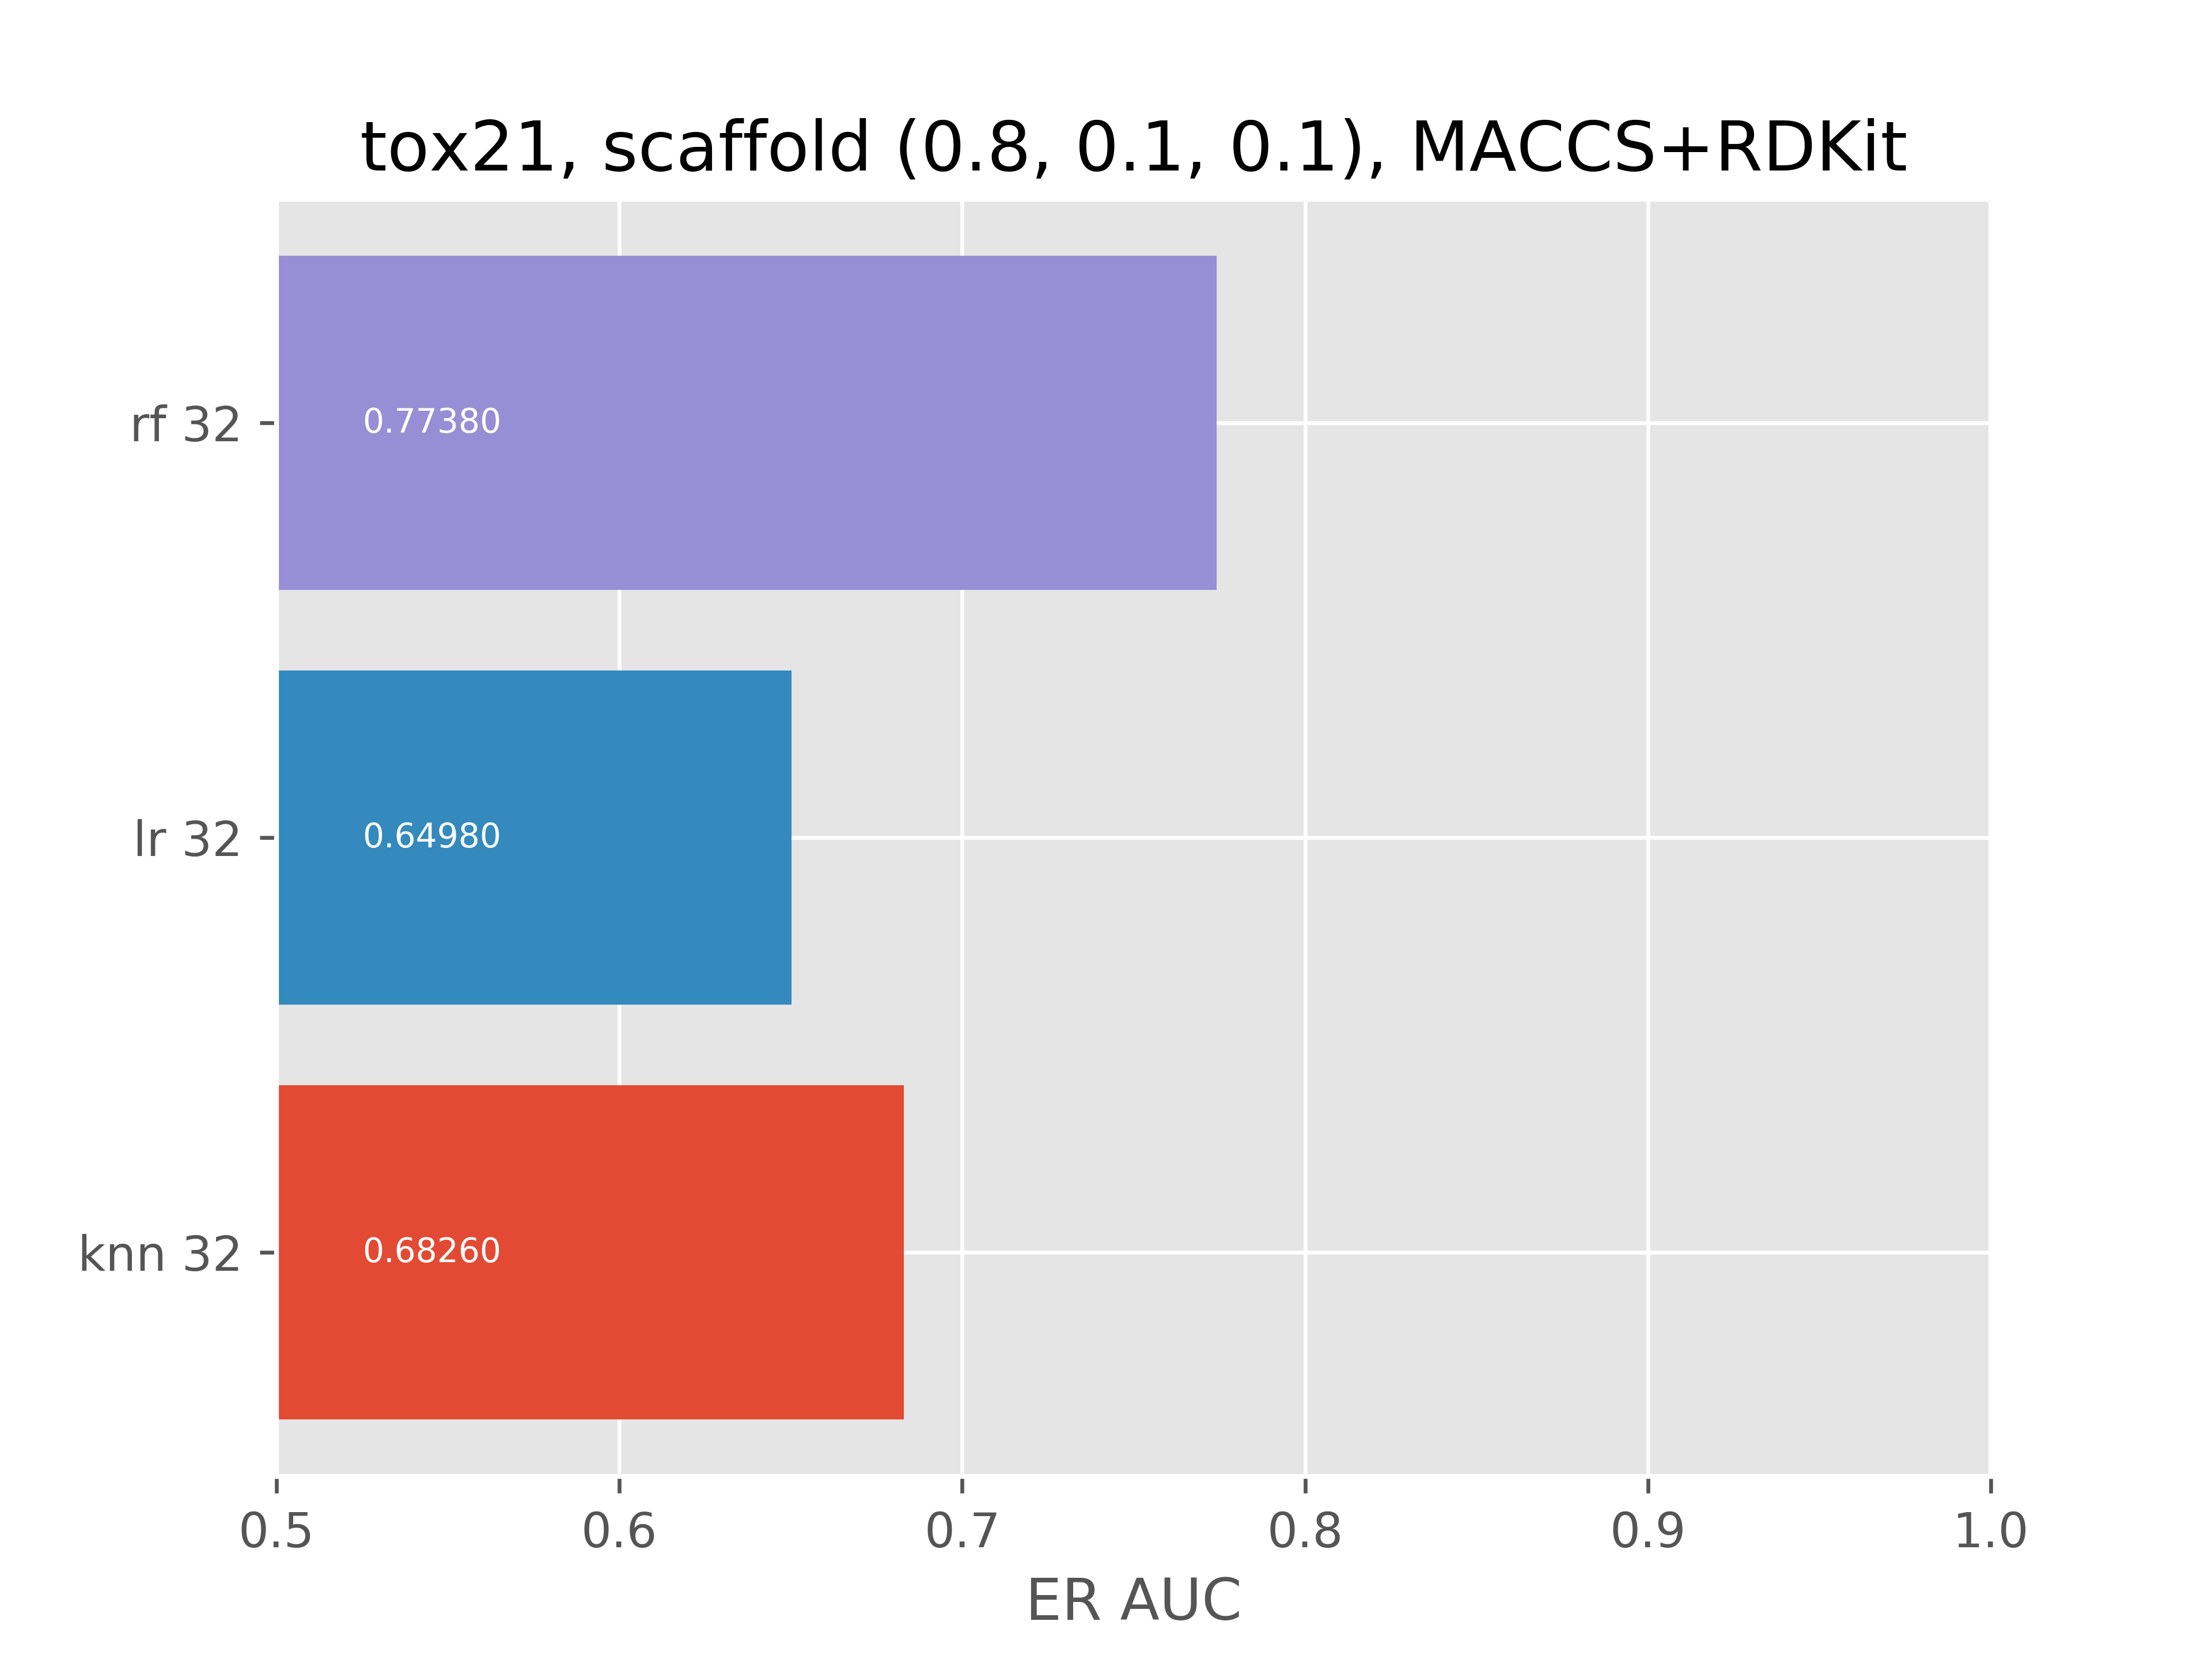 tox21, scaffold (0.8, 0.1, 0.1), MACCS+RDKit
rf 32
0.77380
lr 32
0.64980
knn 32
0.68260
0.5 0.6 0.7 0.8 0.9 1.0
ER AUC